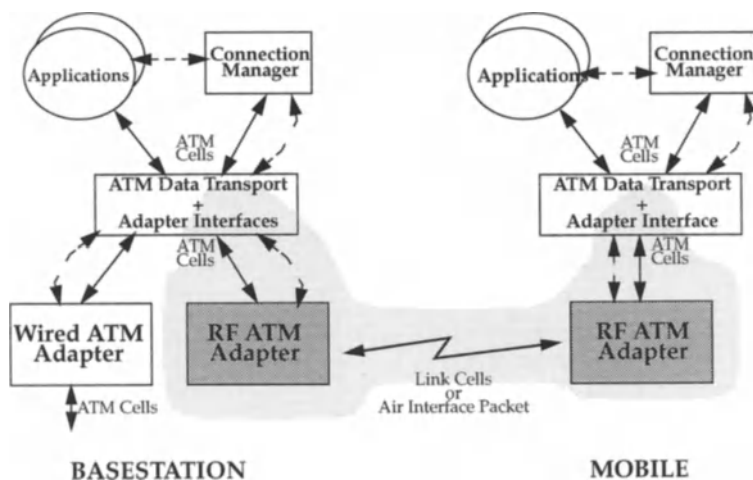 Applications
Connection
Manager
ATM
Cells
ATM Data Transport
+
Adapter Interfaces
ATM
Cells
Wired ATM
Adapter
RF ATM
Adapter
ATM Cells
BASESTATION
Link Cells
or
Air Interface Packet
Applications
Connection
Manager
ATM
Cells
ATM Data Transport
+
Adapter Interface
ATM
Cells
RF ATM
Adapter
MOBILE